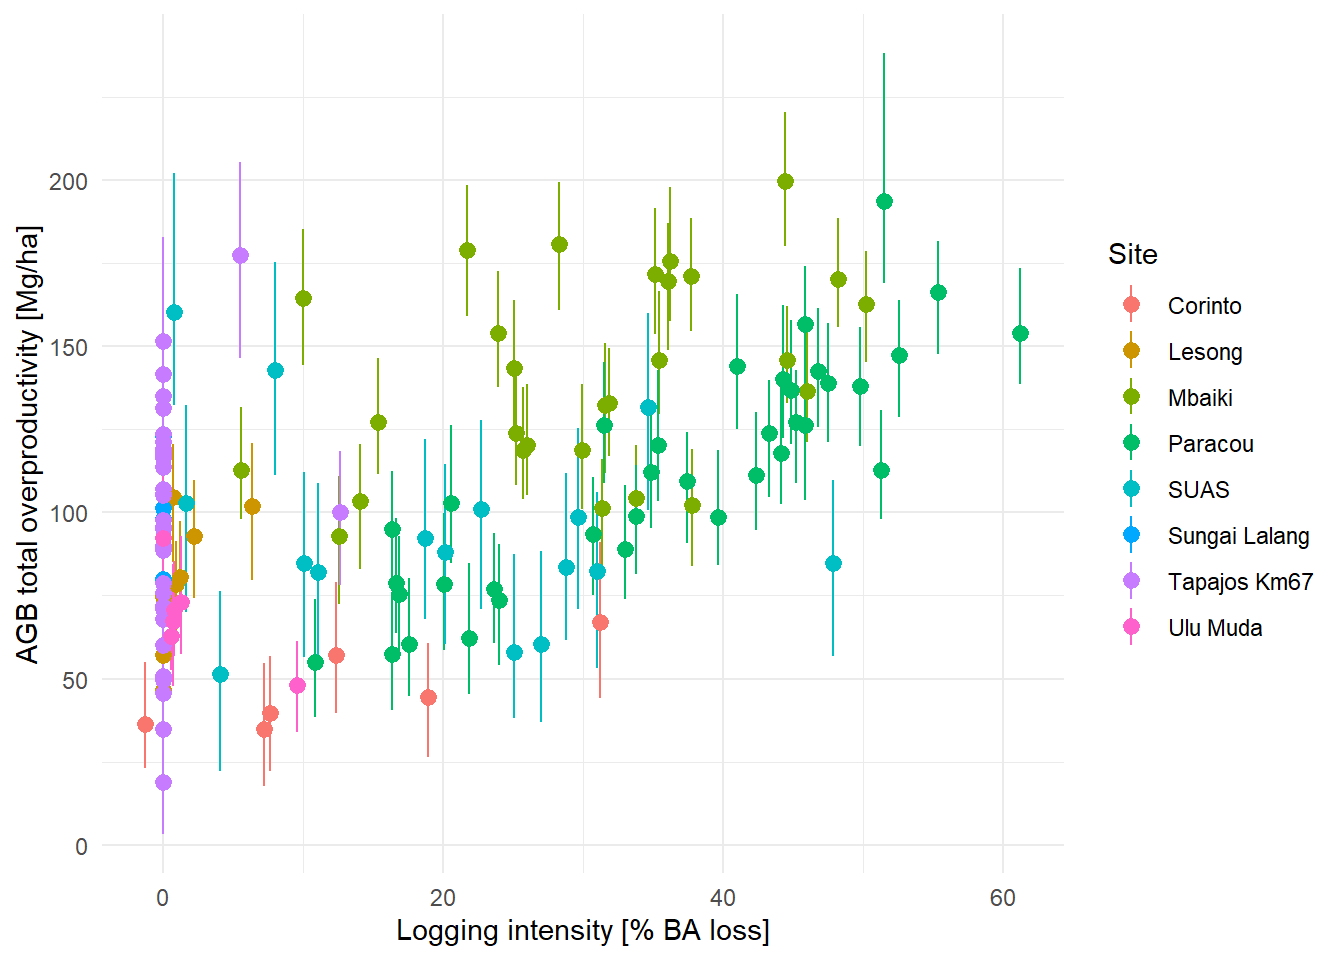 AGB total overproductivity [Mg/ha]
200
150
100
50
0
0 20 40 60
Logging intensity [% BA loss]
Site
Corinto
Lesong
Mbaiki
Paracou
SUAS
Sungai Lalang
Tapajos Km67
Ulu Muda